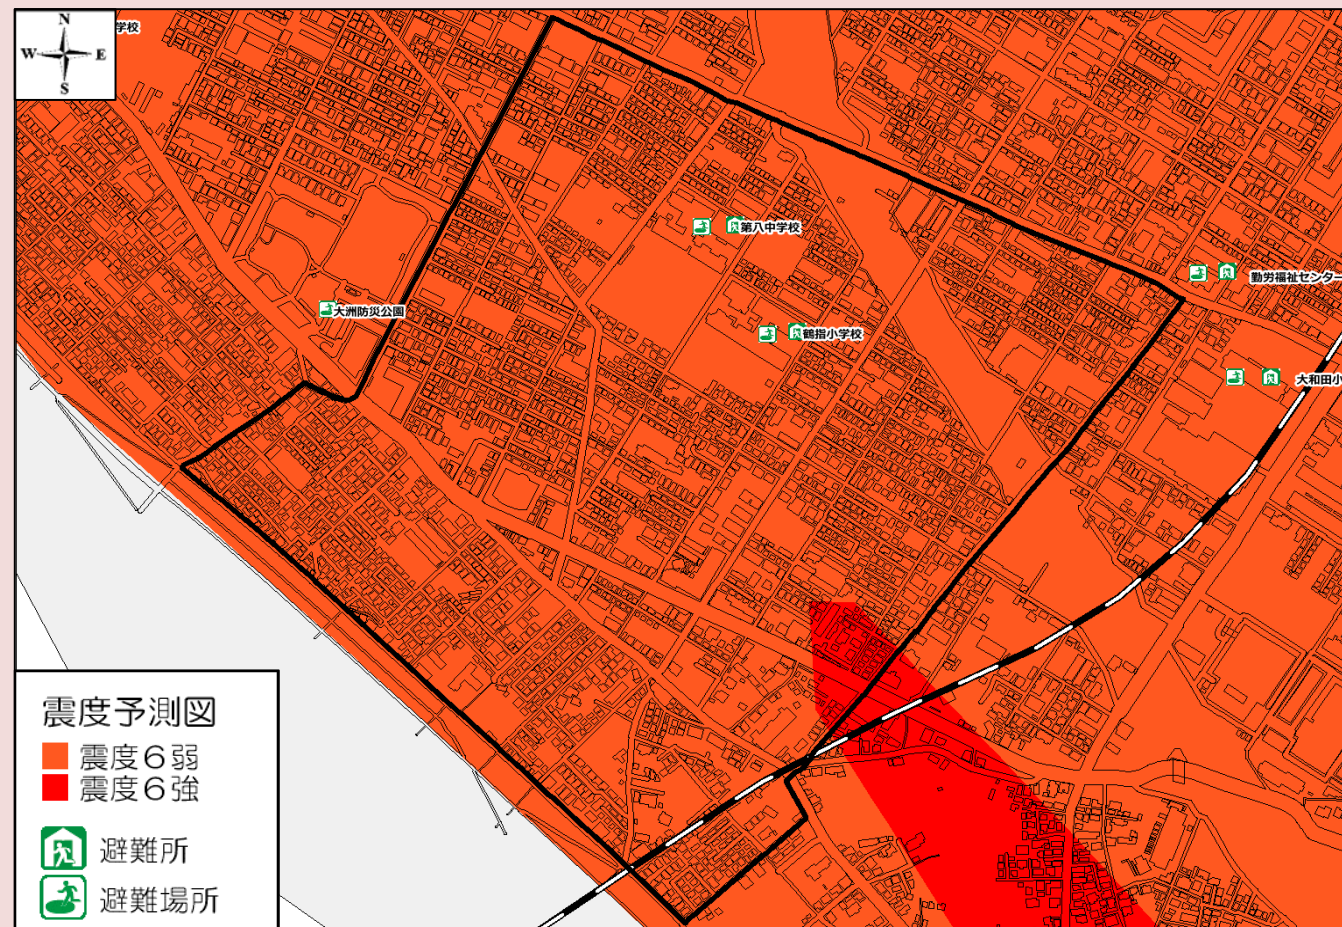 N
学校
W E
S
第八中学校
勤労福祉センター
大洲防災公園
鶴指小学校
大和田小
震度予測図
震度６弱
震度６強
避難所
避難場所